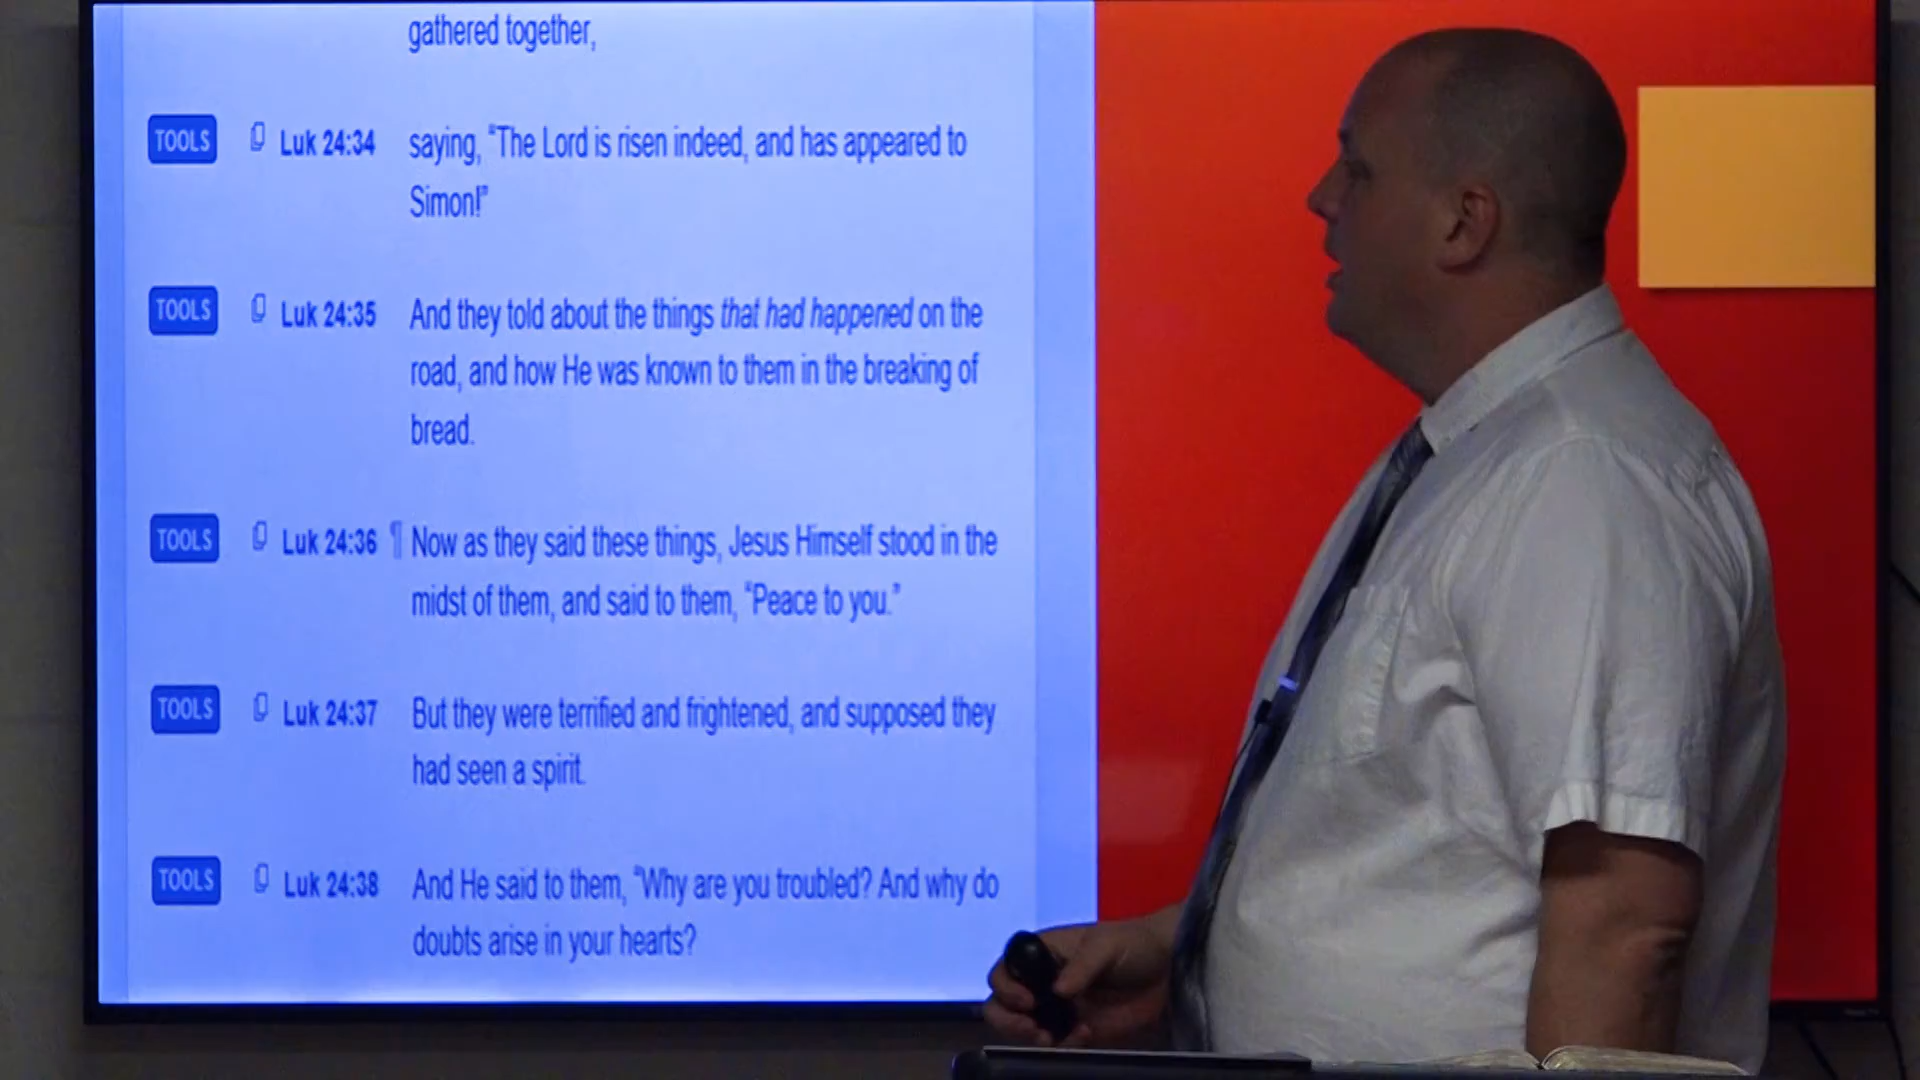 gathered together,
TOOLS Luk 24:34 saying, "The Lord is risen indeed, and has appeared to
Simon!"
TOOLS Luk 24:35 And they told about the things that had happened on the
road, and how He was known to them in the breaking of
bread.
TOOLS Luk 24:36 ¶ Now as they said these things, Jesus Himself stood in the
midst of them, and said to them, "Peace to you."
TOOLS Luk 24:37 But they were terrified and frightened, and supposed they
had seen a spirit.
TOOLS Luk 24:38 And He said to them, "Why are you troubled? And why do
doubts arise in your hearts?